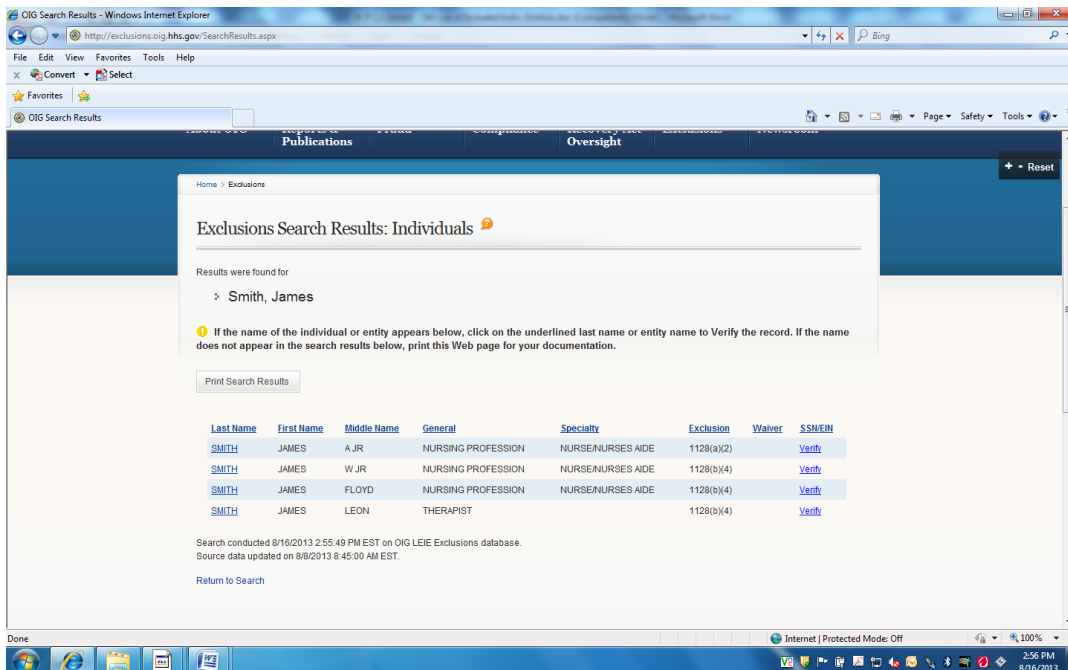 OIG Search Results - Windows Internet Explorer
http://exclusions.oig.hhs.gov/SearchResults.aspx
Bing
File Edit View Favorites Tools Help
x Convert Select
Favorites
OIG Search Results
Page Safety Tools
About OIG Reports & Publications Fraud Compliance Recovery Act Oversight Exclusions Newsroom
+ - Reset
Home > Exclusions
Exclusions Search Results: Individuals
Results were found for
Smith, James
If the name of the individual or entity appears below, click on the underlined last name or entity name to Verify the record. If the name
does not appear in the search results below, print this Web page for your documentation.
Print Search Results
Last Name First Name Middle Name General Specialty Exclusion Waiver SSN/EIN
SMITH JAMES A JR NURSING PROFESSION NURSE/NURSES AIDE 1128(a)(2) Verify
SMITH JAMES W JR NURSING PROFESSION NURSE/NURSES AIDE 1128(b)(4) Verify
SMITH JAMES FLOYD NURSING PROFESSION NURSE/NURSES AIDE 1128(b)(4) Verify
SMITH JAMES LEON THERAPIST 1128(b)(4) Verify
Search conducted 8/16/2013 2:55:49 PM EST on OIG LEIE Exclusions database.
Source data updated on 8/8/2013 8:45:00 AM EST.
Return to Search
Done Internet | Protected Mode: Off 100%
2:56 PM
8/16/2013